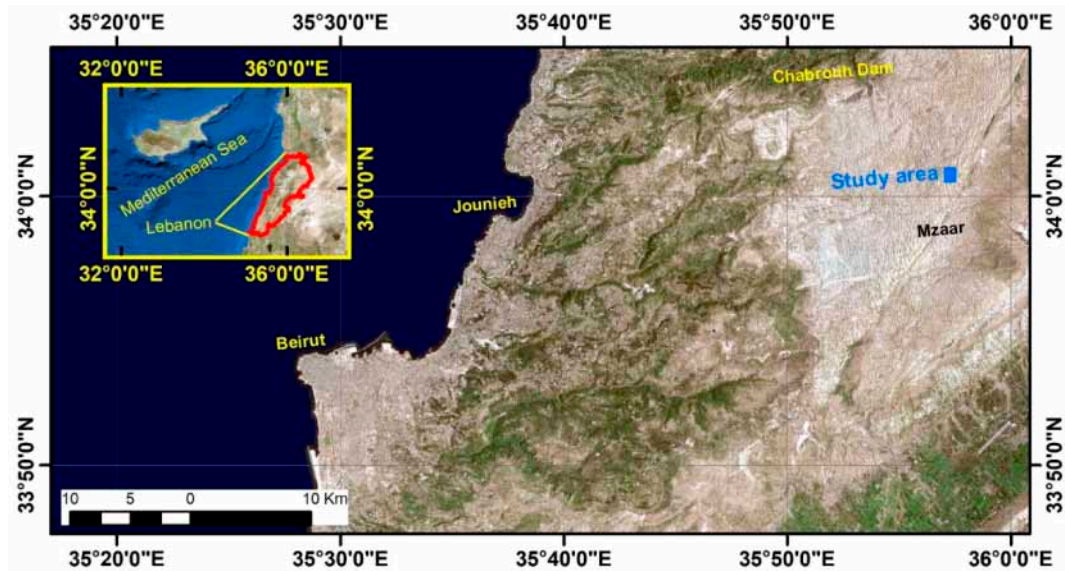 35°20'0"E 35°30'0"E 35°40'0"E 35°50'0"E 36°0'0"E
32°0'0"E 36°0'0"E
Chabrouh Dam
34°0'0"N
Mediterranean Sea
Lebanon
34°0'0"N
34°0'0"N
32°0'0"E 36°0'0"E
Study area
34°0'0"N
Jounieh
Mzaar
Beirut
33°50'0"N
33°50'0"N
10 5 0 10 Km
35°20'0"E 35°30'0"E 35°40'0"E 35°50'0"E 36°0'0"E